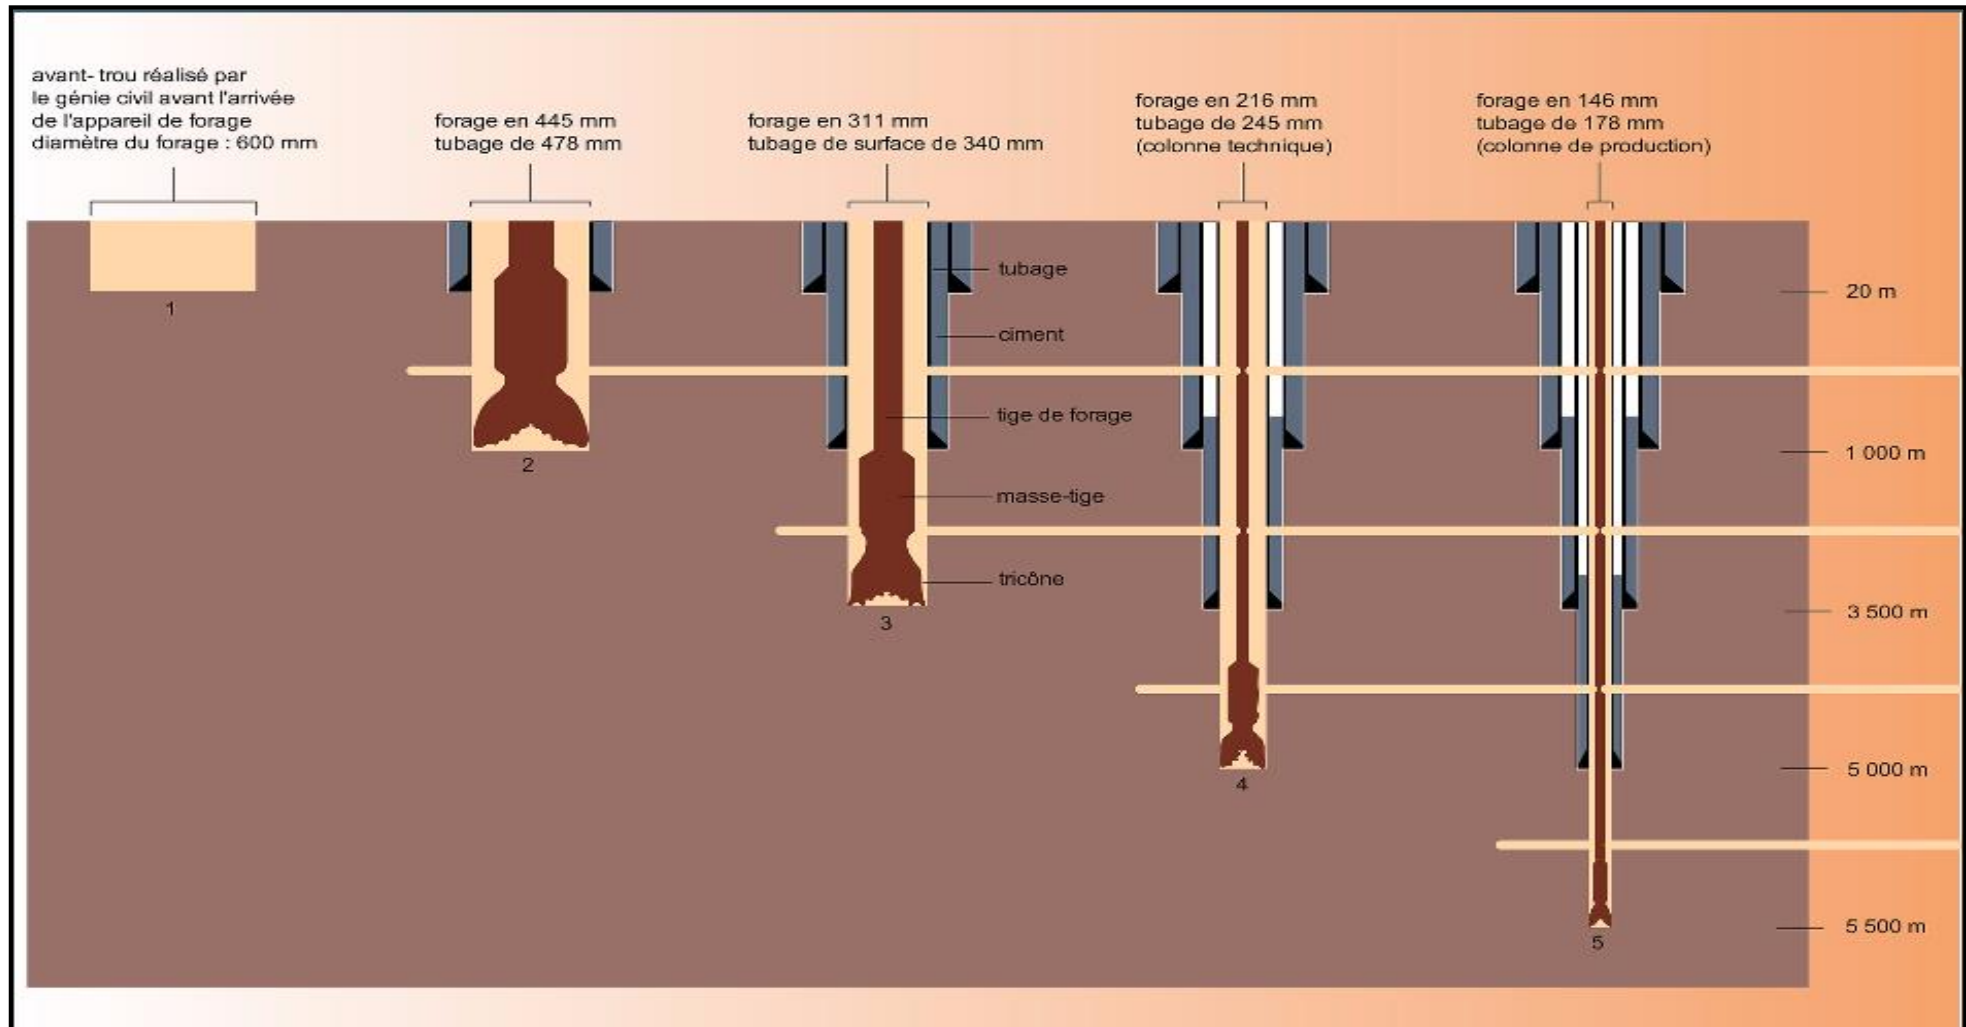 avant- trou réalisé par
le génie civil avant l'arrivée
de l'appareil de forage
diamètre du forage : 600 mm
forage en 445 mm
tubage de 478 mm
forage en 311 mm
tubage de surface de 340 mm
forage en 216 mm
tubage de 245 mm
(colonne technique)
forage en 146 mm
tubage de 178 mm
(colonne de production)
tubage
ciment
tige de forage
masse-tige
tricône
1
2
3
4
5
20 m
1 000 m
3 500 m
5 000 m
5 500 m